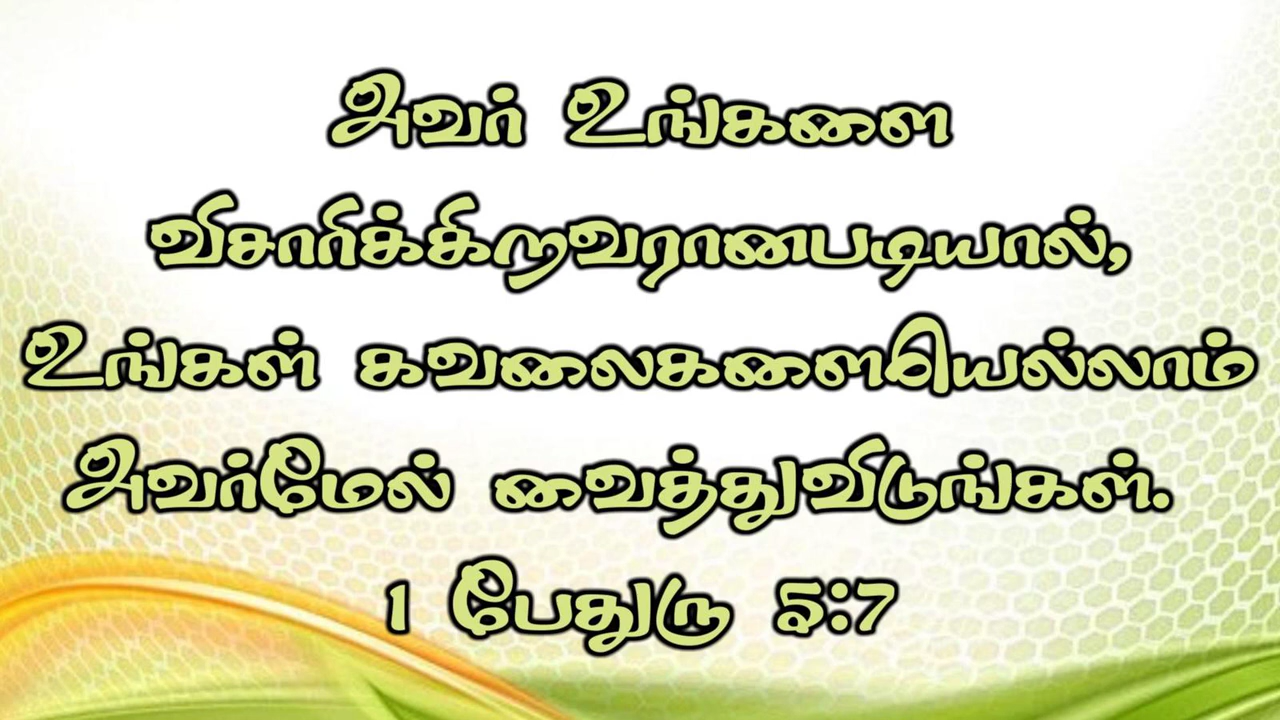 அவர் உங்களை
விசாரிக்கிறவரானபடியால்,
உங்கள் கவலைகளையெல்லாம்
அவர்மேல் வைத்துவிடுங்கள்.
1 பேதுரு 5:7